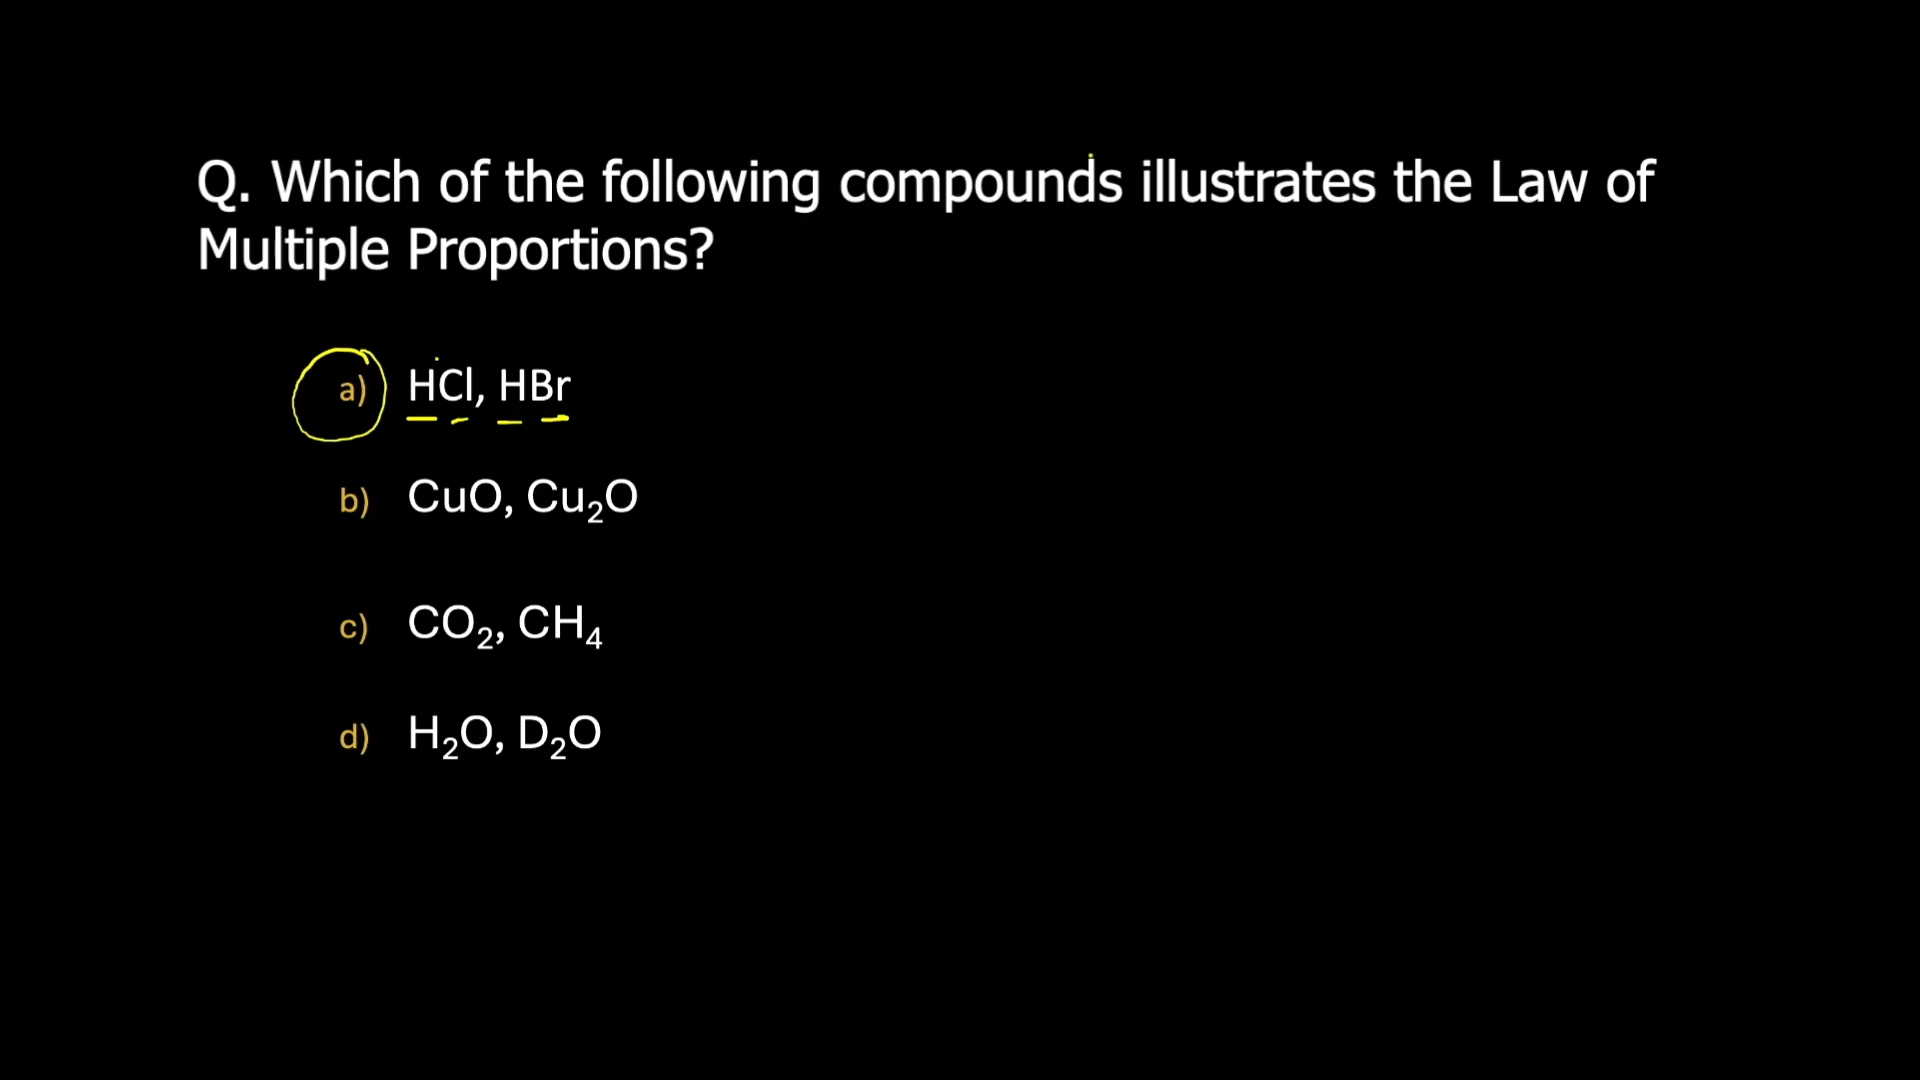 Q. Which of the following compounds illustrates the Law of
Multiple Proportions?
a) HCl, HBr
b) CuO, Cu₂O
c) CO₂, CH₄
d) H₂O, D₂O